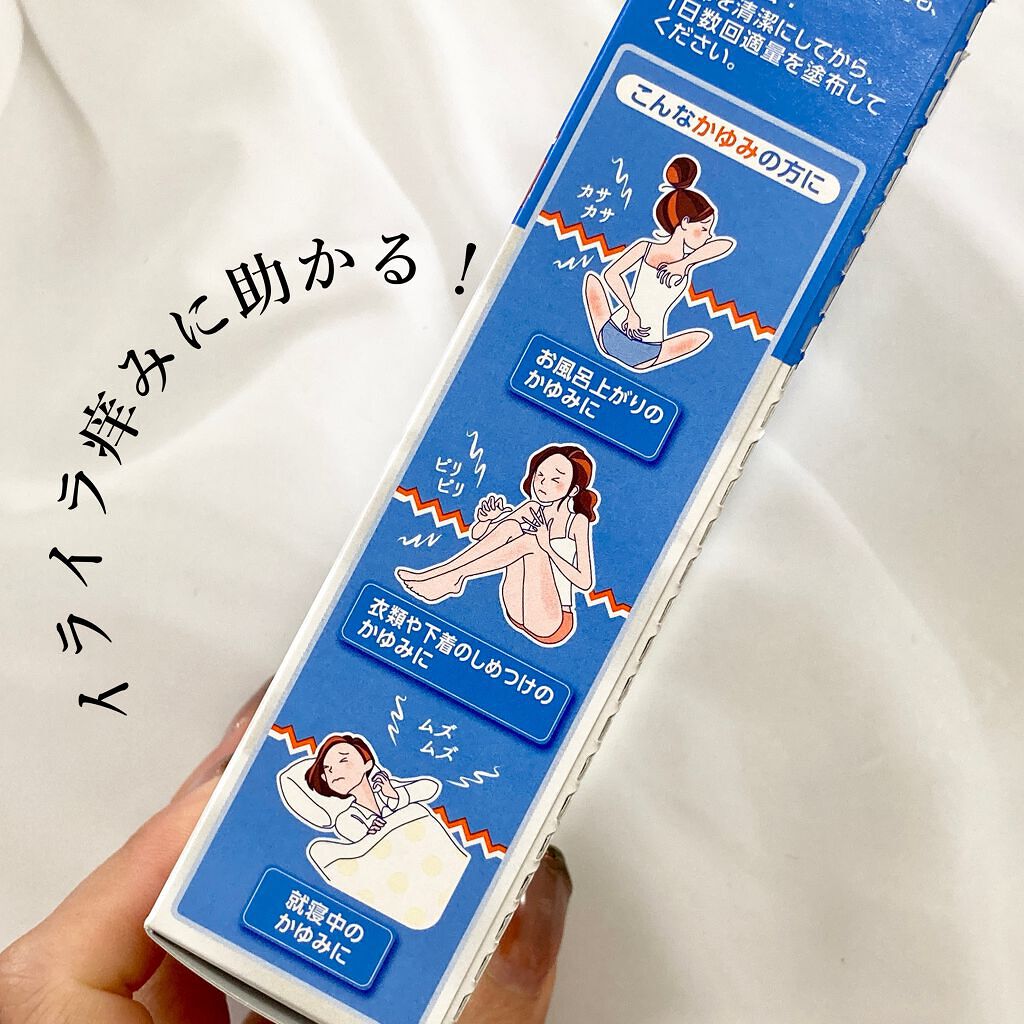 を清潔にしてから、
1日数回適量を塗布して
ください。
こんなかゆみの方に
カサ
カサ
お風呂上がりの
かゆみに
ピリ
ピリ
衣類や下着のしめつけの
かゆみに
ムズ
ムズ
就寝中の
かゆみに
イライラ痒みに助かる！